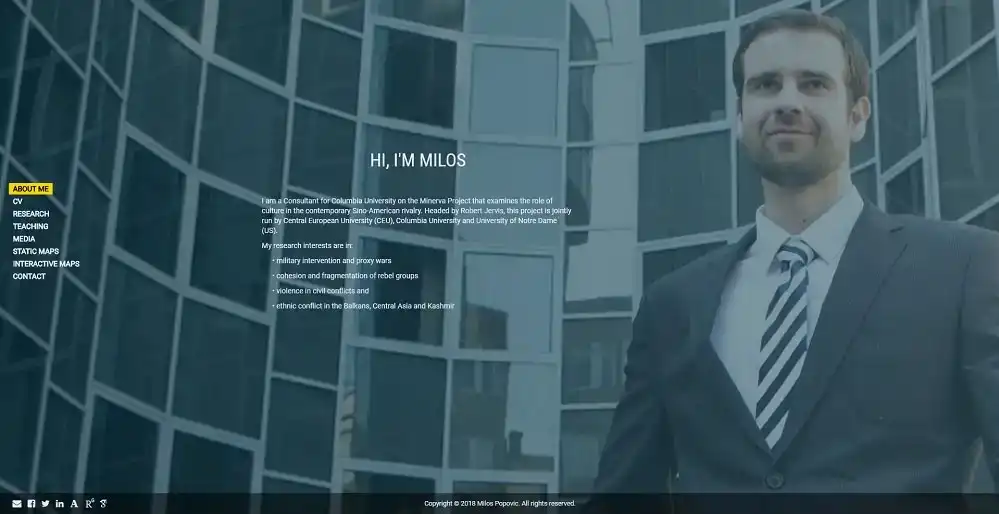 HI, I'M MILOS
ABOUT ME
CV
RESEARCH
TEACHING
MEDIA
STATIC MAPS
INTERACTIVE MAPS
CONTACT
I am a Consultant for Columbia University on the Minerva Project that examines the role of
culture in the contemporary Sino-American rivalry. Headed by Robert Jervis, this project is jointly
run by Central European University (CEU), Columbia University and University of Notre Dame
(US).
My research interests are in:
• military intervention and proxy wars
• cohesion and fragmentation of rebel groups
• violence in civil conflicts and
• ethnic conflict in the Balkans, Central Asia and Kashmir
Copyright © 2018 Milos Popovic. All rights reserved.